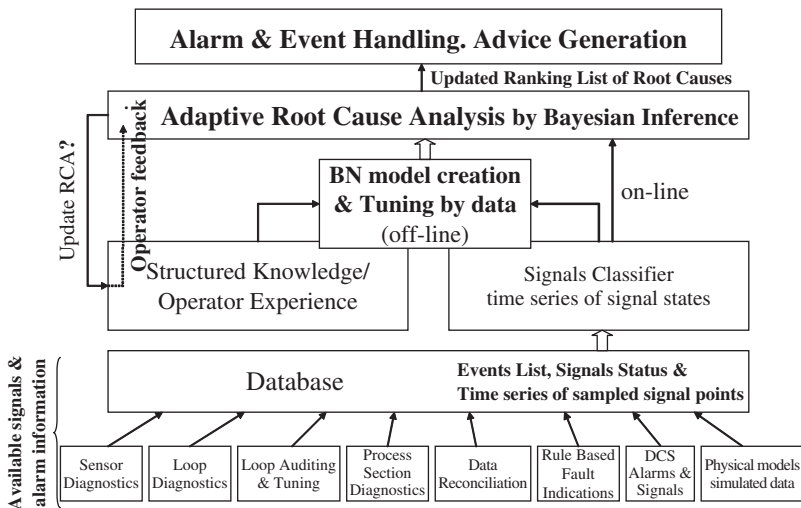 Alarm & Event Handling. Advice Generation
Updated Ranking List of Root Causes
Adaptive Root Cause Analysis by Bayesian Inference
Update RCA?
Operator feedback
BN model creation
& Tuning by data
(off-line)
on-line
Structured Knowledge/
Operator Experience
Signals Classifier
time series of signal states
Available signals &
alarm information
Database
Events List, Signals Status &
Time series of sampled signal points
Sensor
Diagnostics
Loop
Diagnostics
Loop Auditing
& Tuning
Process
Section
Diagnostics
Data
Reconciliation
Rule Based
Fault
Indications
DCS
Alarms &
Signals
Physical models
simulated data